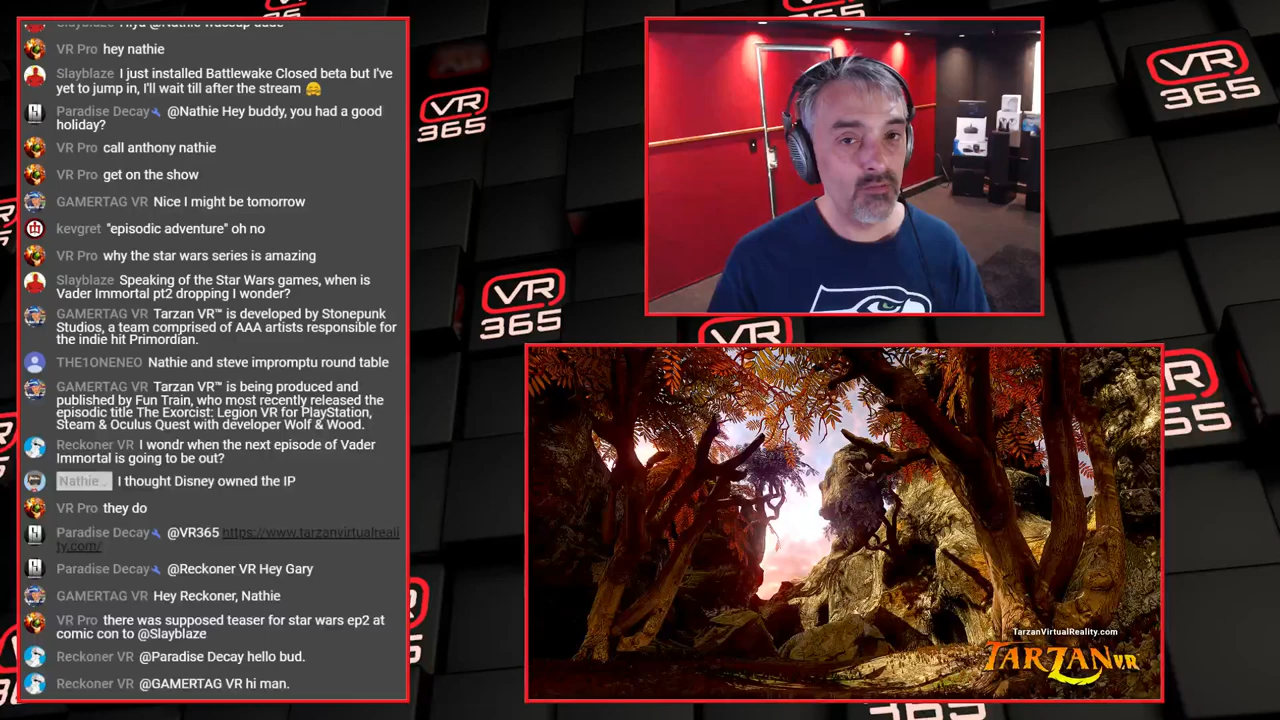 Slayblaze Hiya @Nathie wassup dude
VR Pro hey nathie
Slayblaze I just installed Battlewake Closed beta but I've
yet to jump in, I'll wait till after the stream 🤗
Paradise Decay @Nathie Hey buddy, you had a good
holiday?
VR Pro call anthony nathie
VR Pro get on the show
GAMERTAG VR Nice I might be tomorrow
kevgret "episodic adventure" oh no
VR Pro why the star wars series is amazing
Slayblaze Speaking of the Star Wars games, when is
Vader Immortal pt2 dropping I wonder?
GAMERTAG VR Tarzan VR™ is developed by Stonepunk
Studios, a team comprised of AAA artists responsible for
the indie hit Primordian.
THE1ONENEO Nathie and steve impromptu round table
GAMERTAG VR Tarzan VR™ is being produced and
published by Fun Train, who most recently released the
episodic title The Exorcist: Legion VR for PlayStation,
Steam & Oculus Quest with developer Wolf & Wood.
Reckoner VR I wondr when the next episode of Vader
Immortal is going to be out?
Nathie . I thought Disney owned the IP
VR Pro they do
Paradise Decay @VR365 https://www.tarzanvirtualreali
ty.com/
Paradise Decay @Reckoner VR Hey Gary
GAMERTAG VR Hey Reckoner, Nathie
VR Pro there was supposed teaser for star wars ep2 at
comic con to @Slayblaze
Reckoner VR @Paradise Decay hello bud.
Reckoner VR @GAMERTAG VR hi man.
VR
365
VR
365
VR
365
VR
365
TarzanVirtualReality.com
TARZAN VR